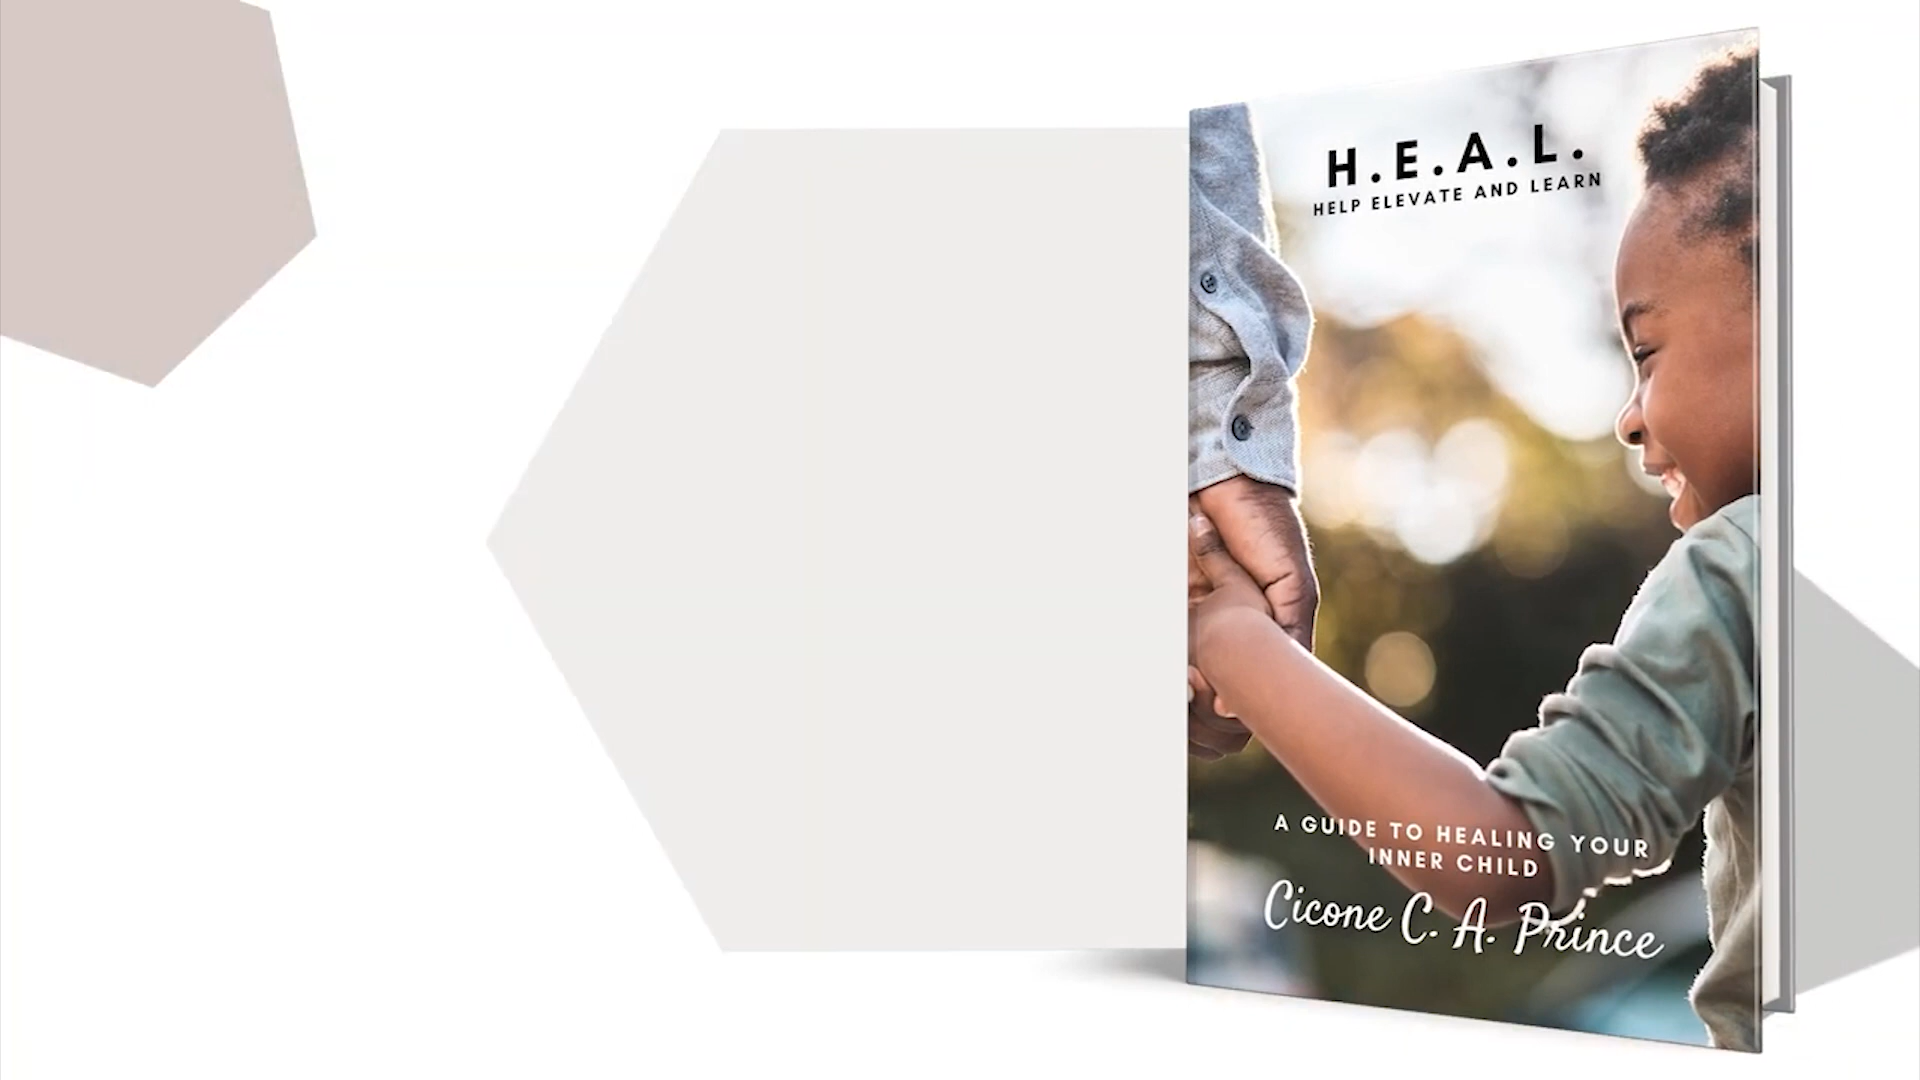 H.E.A.L.
HELP ELEVATE AND LEARN
A GUIDE TO HEALING YOUR
INNER CHILD
Cicone C. A. Prince